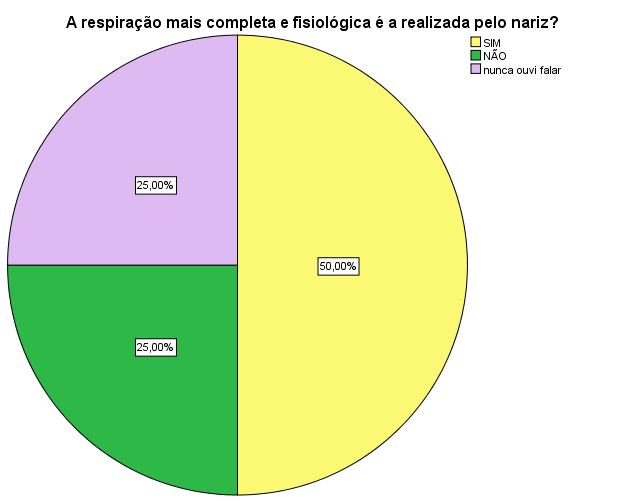 A respiração mais completa e fisiológica é a realizada pelo nariz?
SIM
NÃO
nunca ouvi falar
25,00%
50,00%
25,00%